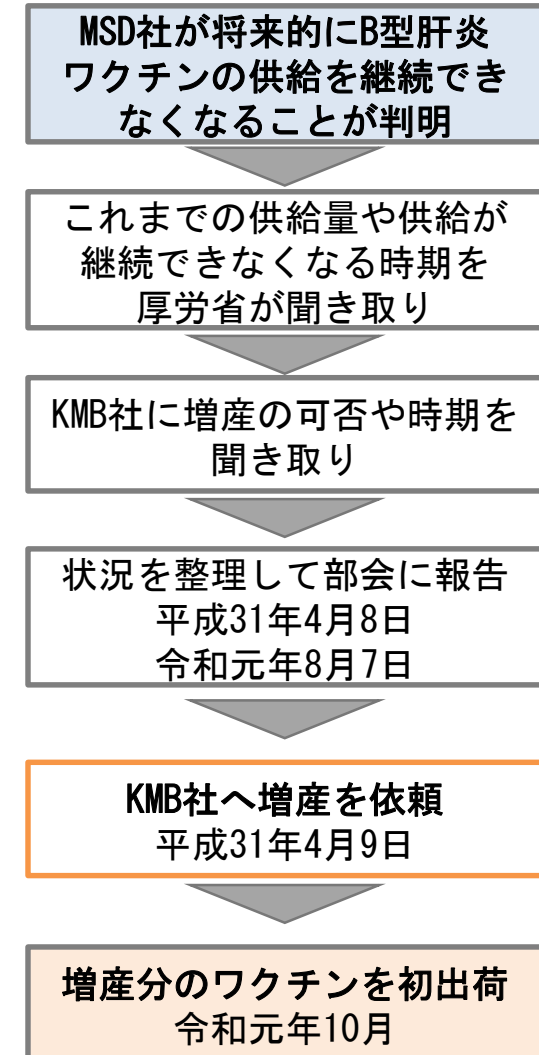 MSD社が将来的にB型肝炎
ワクチンの供給を継続でき
なくなることが判明
これまでの供給量や供給が
継続できなくなる時期を
厚労省が聞き取り
KMB社に増産の可否や時期を
聞き取り
状況を整理して部会に報告
平成31年4月8日
令和元年8月7日
KMB社へ増産を依頼
平成31年4月9日
増産分のワクチンを初出荷
令和元年10月